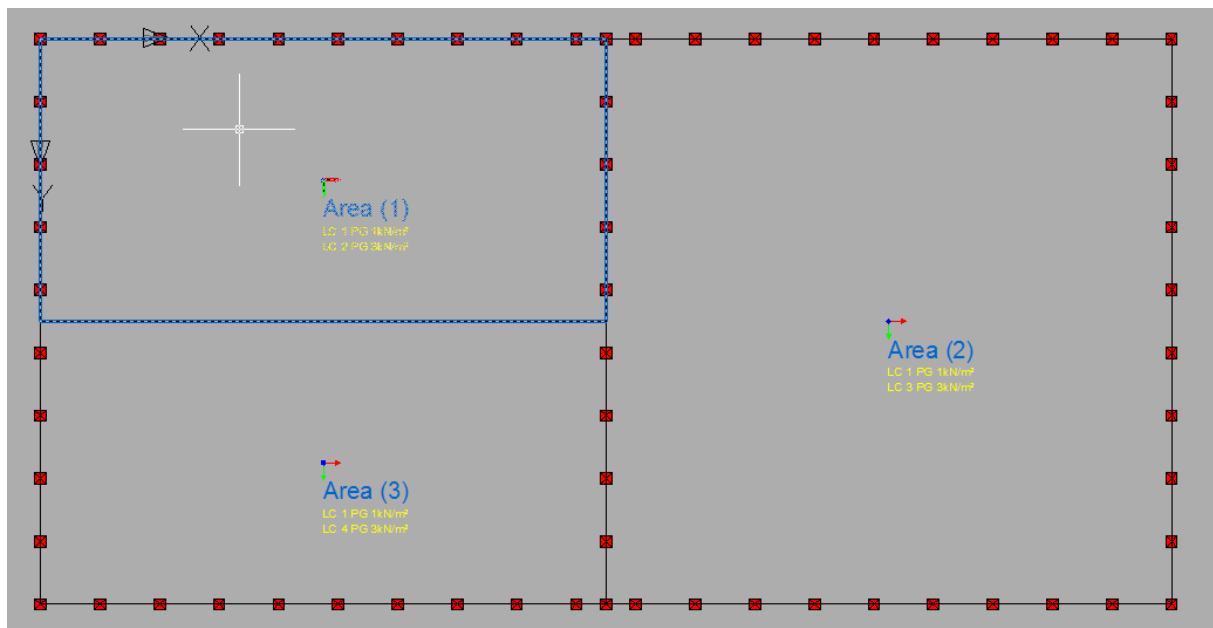 X
Y
Area (1)
LC 1 PG 1kN/m²
LC 2 PG 3kN/m²
Area (2)
LC 1 PG 1kN/m²
LC 3 PG 3kN/m²
Area (3)
LC 1 PG 1kN/m²
LC 4 PG 3kN/m²